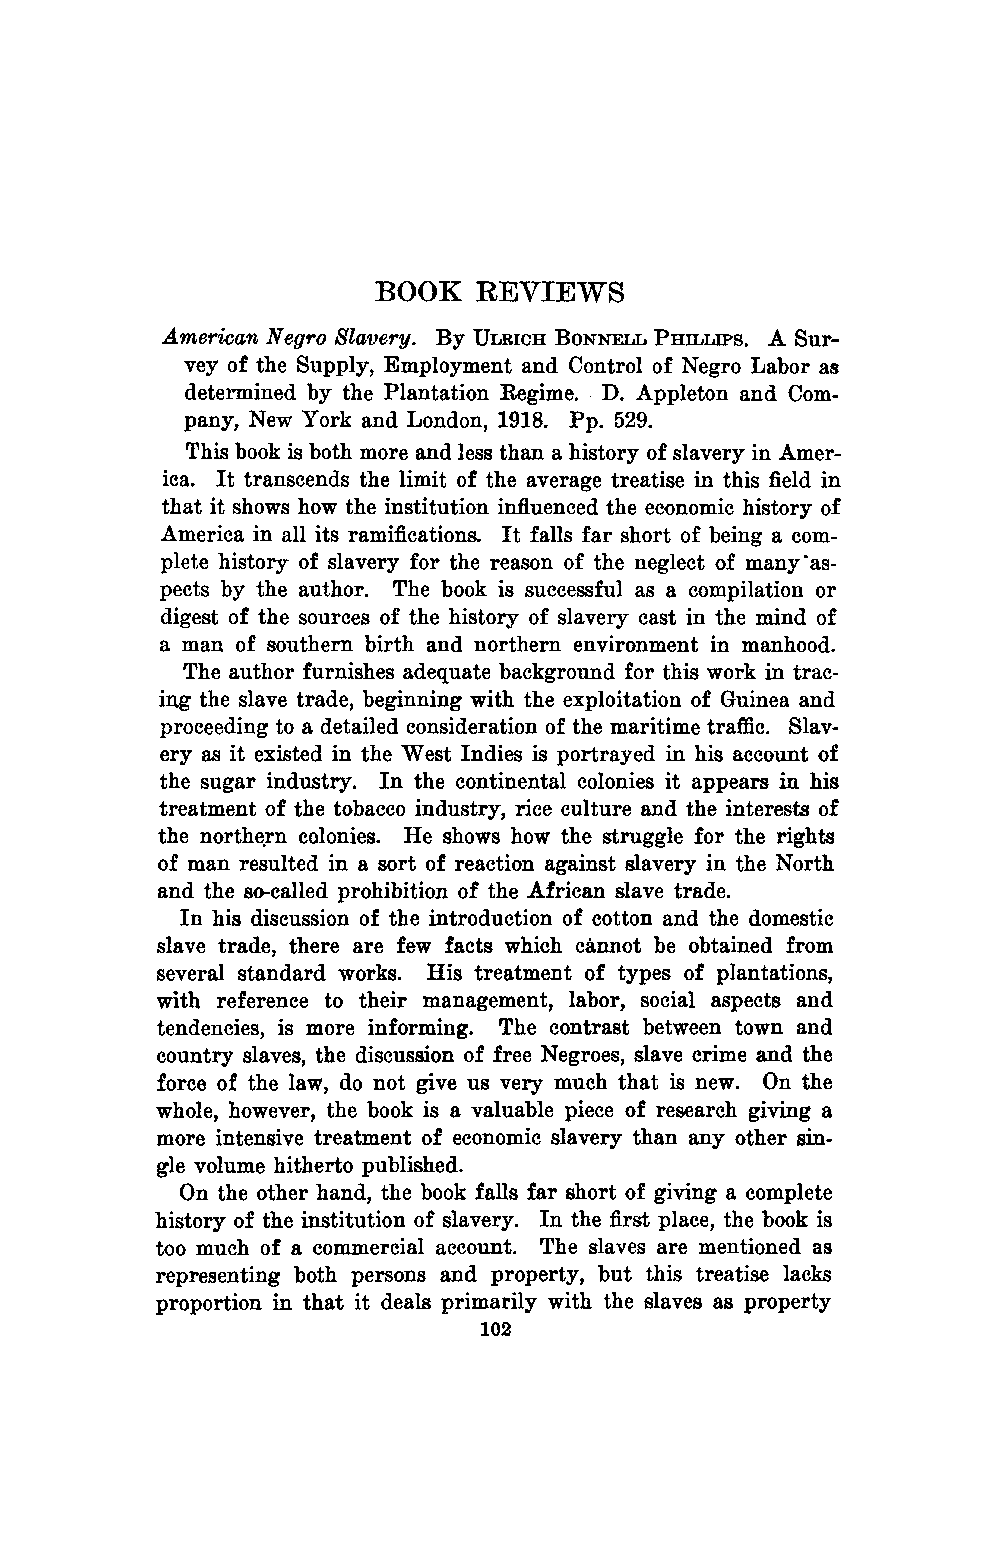 BOOK REVIEWS
American Negro Slavery. By ULRICH BONNELL PHILLIPS. A Sur-
vey of the Supply, Employment and Control of Negro Labor as
determined by the Plantation Regime. D. Appleton and Com-
pany, New York and London, 1918. Pp. 529.
This book is both more and less than a history of slavery in Amer-
ica. It transcends the limit of the average treatise in this field in
that it shows how the institution influenced the economic history of
America in all its ramifications. It falls far short of being a com-
plete history of slavery for the reason of the neglect of many as-
pects by the author. The book is successful as a compilation or
digest of the sources of the history of slavery cast in the mind of
a man of southern birth and northern environment in manhood.
The author furnishes adequate background for this work in trac-
ing the slave trade, beginning with the exploitation of Guinea and
proceeding to a detailed consideration of the maritime traffic. Slav-
ery as it existed in the West Indies is portrayed in his account of
the sugar industry. In the continental colonies it appears in his
treatment of the tobacco industry, rice culture and the interests of
the northern colonies. He shows how the struggle for the rights
of man resulted in a sort of reaction against slavery in the North
and the so-called prohibition of the African slave trade.
In his discussion of the introduction of cotton and the domestic
slave trade, there are few facts which cannot be obtained from
several standard works. His treatment of types of plantations,
with reference to their management, labor, social aspects and
tendencies, is more informing. The contrast between town and
country slaves, the discussion of free Negroes, slave crime and the
force of the law, do not give us very much that is new. On the
whole, however, the book is a valuable piece of research giving a
more intensive treatment of economic slavery than any other sin-
gle volume hitherto published.
On the other hand, the book falls far short of giving a complete
history of the institution of slavery. In the first place, the book is
too much of a commercial account. The slaves are mentioned as
representing both persons and property, but this treatise lacks
proportion in that it deals primarily with the slaves as property
102